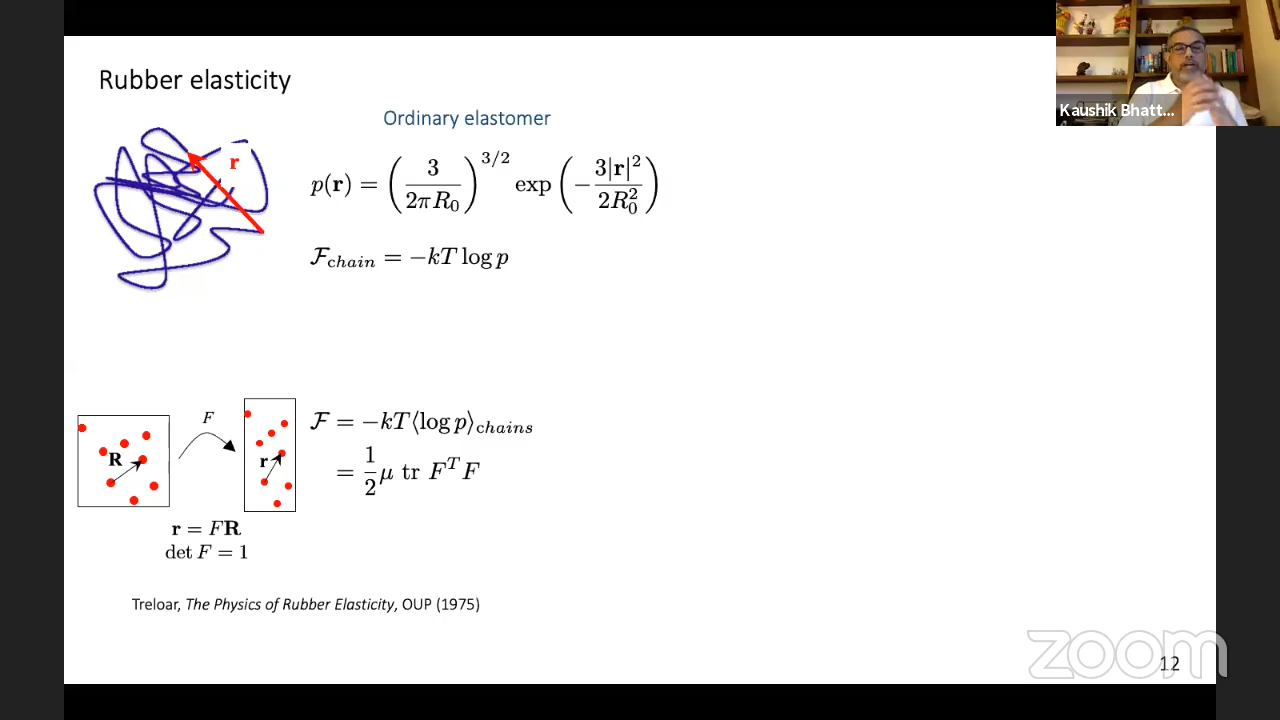 Rubber elasticity
Kaushik Bhatt...
Ordinary elastomer
r
p(r) = (3/2πR₀)^{3/2} exp(−3|r|²/2R₀²)
ℱ_chain = −kT log p
F
R
r
ℱ = −kT⟨log p⟩_chains
= 1/2 μ tr FᵀF
r = FR
det F = 1
Treloar, The Physics of Rubber Elasticity, OUP (1975)
zoom
12